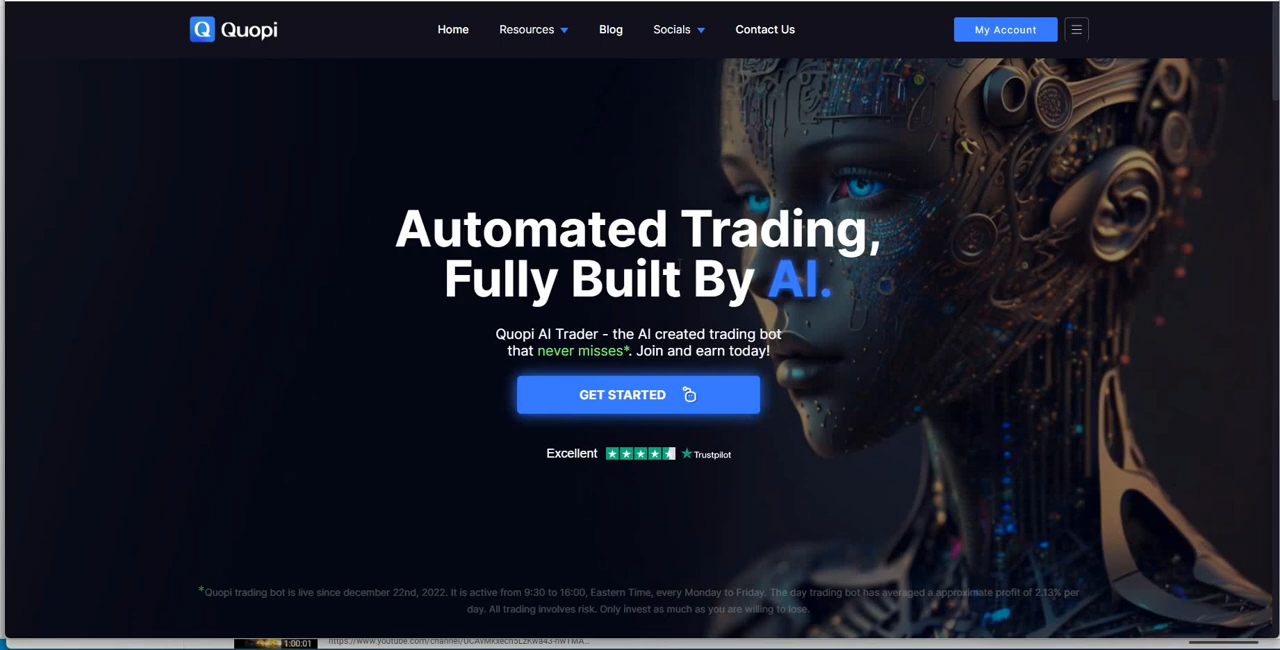 Q Quopi
Home Resources Blog Socials Contact Us
My Account
Automated Trading,
Fully Built By AI.
Quopi AI Trader - the AI created trading bot
that never misses*. Join and earn today!
GET STARTED
Excellent Trustpilot
*Quopi trading bot is live since december 22nd, 2022. It is active from 9:30 to 16:00, Eastern Time, every Monday to Friday. The day trading bot has averaged a approximate profit of 2.13% per
day. All trading involves risk. Only invest as much as you are willing to lose.
1:00:01